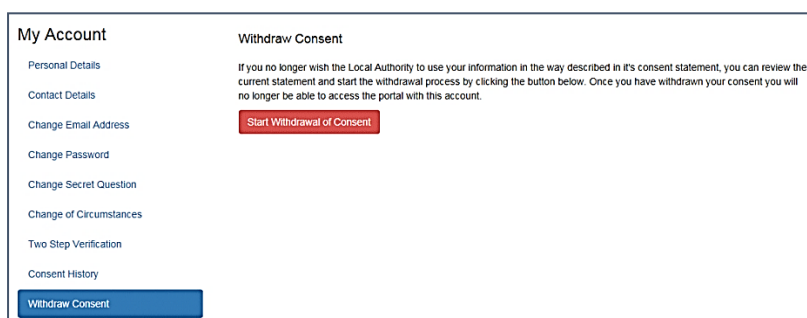 My Account
Personal Details
Contact Details
Change Email Address
Change Password
Change Secret Question
Change of Circumstances
Two Step Verification
Consent History
Withdraw Consent
Withdraw Consent
If you no longer wish the Local Authority to use your information in the way described in it's consent statement, you can review the
current statement and start the withdrawal process by clicking the button below. Once you have withdrawn your consent you will
no longer be able to access the portal with this account.
Start Withdrawal of Consent